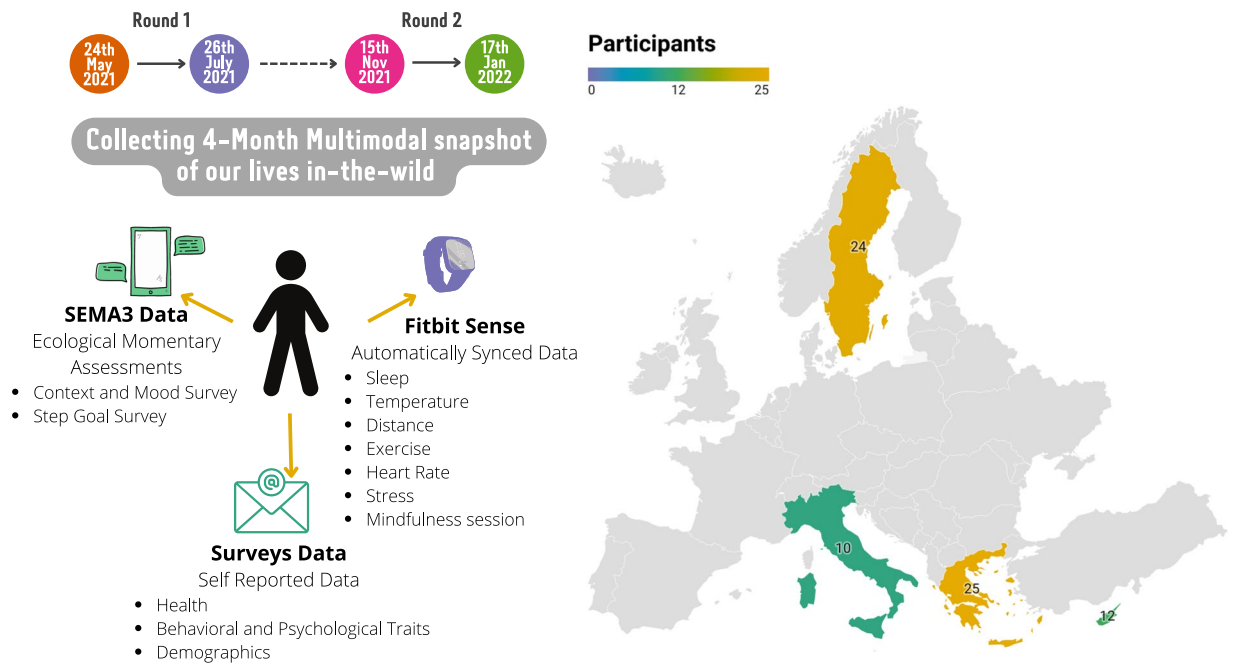 Round 1
Round 2
24th
May
2021
26th
July
2021
15th
Nov
2021
17th
Jan
2022
Collecting 4-Month Multimodal snapshot
of our lives in-the-wild
SEMA3 Data
Ecological Momentary
Assessments
• Context and Mood Survey
• Step Goal Survey
Fitbit Sense
Automatically Synced Data
• Sleep
• Temperature
• Distance
• Exercise
• Heart Rate
• Stress
• Mindfulness session
@
Surveys Data
Self Reported Data
• Health
• Behavioral and Psychological Traits
• Demographics
Participants
0 12 25
24
10
25
12